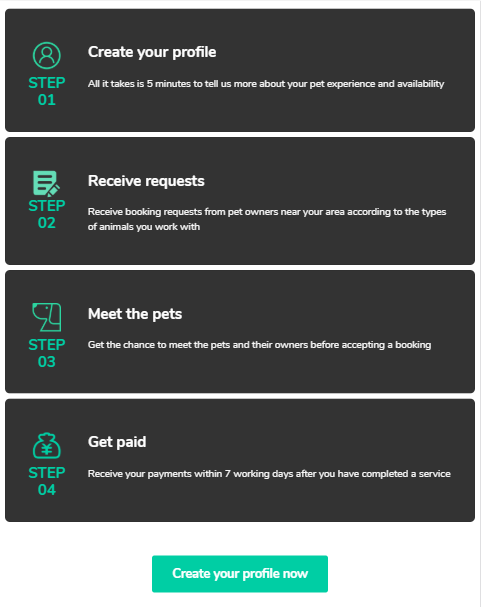 Create your profile
STEP
01
All it takes is 5 minutes to tell us more about your pet experience and availability
Receive requests
STEP
02
Receive booking requests from pet owners near your area according to the types
of animals you work with
Meet the pets
STEP
03
Get the chance to meet the pets and their owners before accepting a booking
Get paid
¥
STEP
04
Receive your payments within 7 working days after you have completed a service
Create your profile now